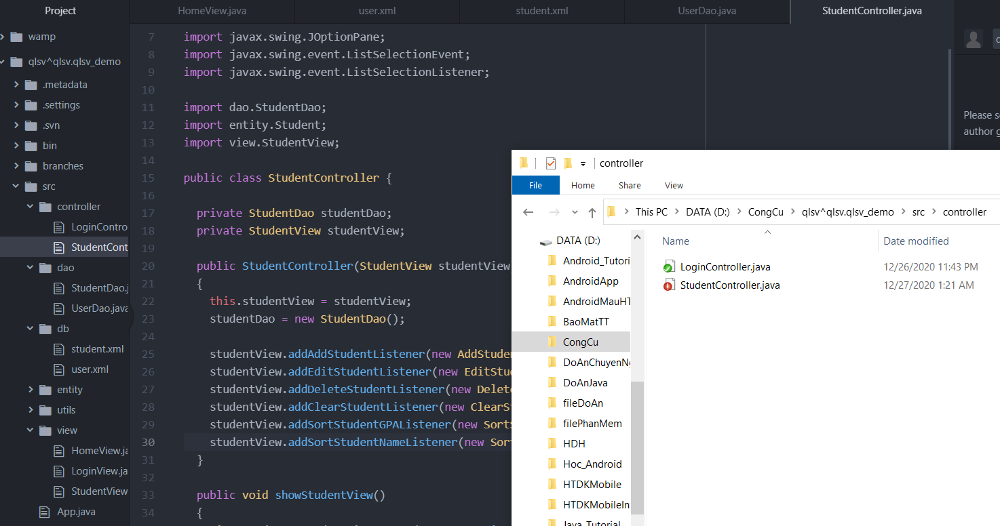 Project
HomeView.java
user.xml
student.xml
UserDao.java
StudentController.java
wamp
qlsv^qlsv.qlsv_demo
.metadata
.settings
.svn
bin
branches
src
controller
LoginContro
StudentCont
dao
StudentDao.j
UserDao.java
db
student.xml
user.xml
entity
utils
view
HomeView.ja
LoginView.ja
StudentView
App.java
7 import javax.swing.JOptionPane;
8 import javax.swing.event.ListSelectionEvent;
9 import javax.swing.event.ListSelectionListener;
10
11 import dao.StudentDao;
12 import entity.Student;
13 import view.StudentView;
14
15 public class StudentController {
16
17 private StudentDao studentDao;
18 private StudentView studentView;
19
20 public StudentController(StudentView studentView
21 {
22 this.studentView = studentView;
23 studentDao = new StudentDao();
24
25 studentView.addAddStudentListener(new AddStuden
26 studentView.addEditStudentListener(new EditStud
27 studentView.addDeleteStudentListener(new Delete
28 studentView.addClearStudentListener(new ClearSt
29 studentView.addSortStudentGPAListener(new SortS
30 studentView.addSortStudentNameListener(new Sor
31 }
32
33 public void showStudentView()
34 {
Please s
author g
controller
File Home Share View
This PC > DATA (D:) > CongCu > qlsv^qlsv.qlsv_demo > src > controller
DATA (D:)
Android_Tutori
AndroidApp
AndroidMauHT
BaoMatTT
CongCu
DoAnChuyenNg
DoAnJava
fileDoAn
filePhanMem
HDH
Hoc_Android
HTDKMobile
HTDKMobileIn
Java_Tutorial
Name Date modified
LoginController.java 12/26/2020 11:43 PM
StudentController.java 12/27/2020 1:21 AM